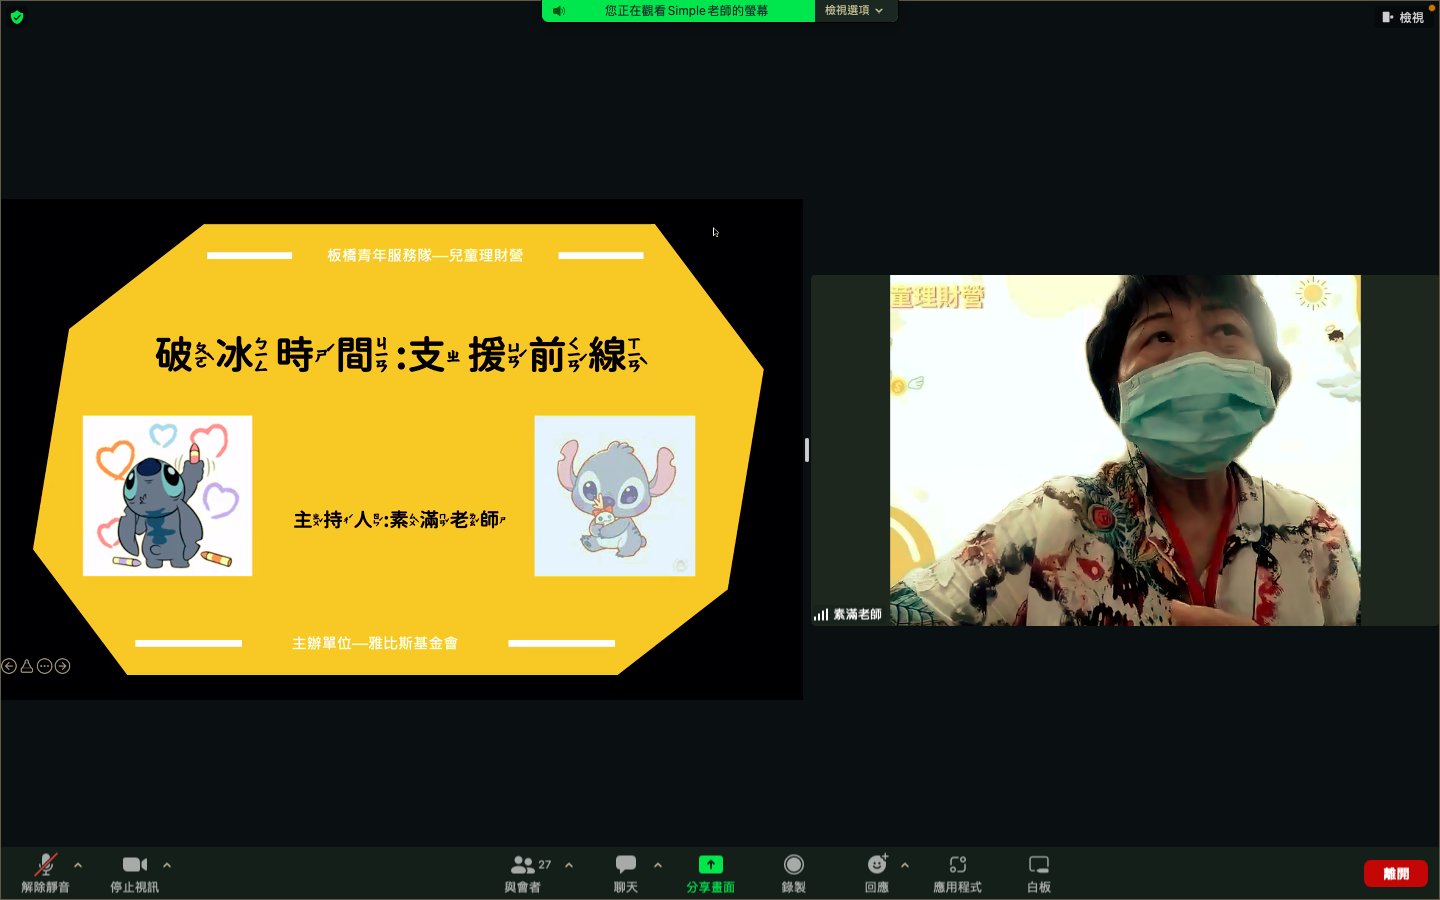 您正在觀看Simple老師的螢幕
檢視選項
檢視
板橋青年服務隊—兒童理財營
破ㄆㄛˋ冰ㄅㄧㄥ時ㄕˊ間ㄐㄧㄢ:支ㄓ援ㄩㄢˊ前ㄑㄧㄢˊ線ㄒㄧㄢˋ
主ㄓㄨˇ持ㄔˊ人ㄖㄣˊ:素ㄙㄨˋ滿ㄇㄢˇ老ㄌㄠˇ師ㄕ
主辦單位—雅比斯基金會
童理財營
素滿老師
解除靜音
停止視訊
27
與會者
聊天
分享畫面
錄製
回應
應用程式
白板
離開